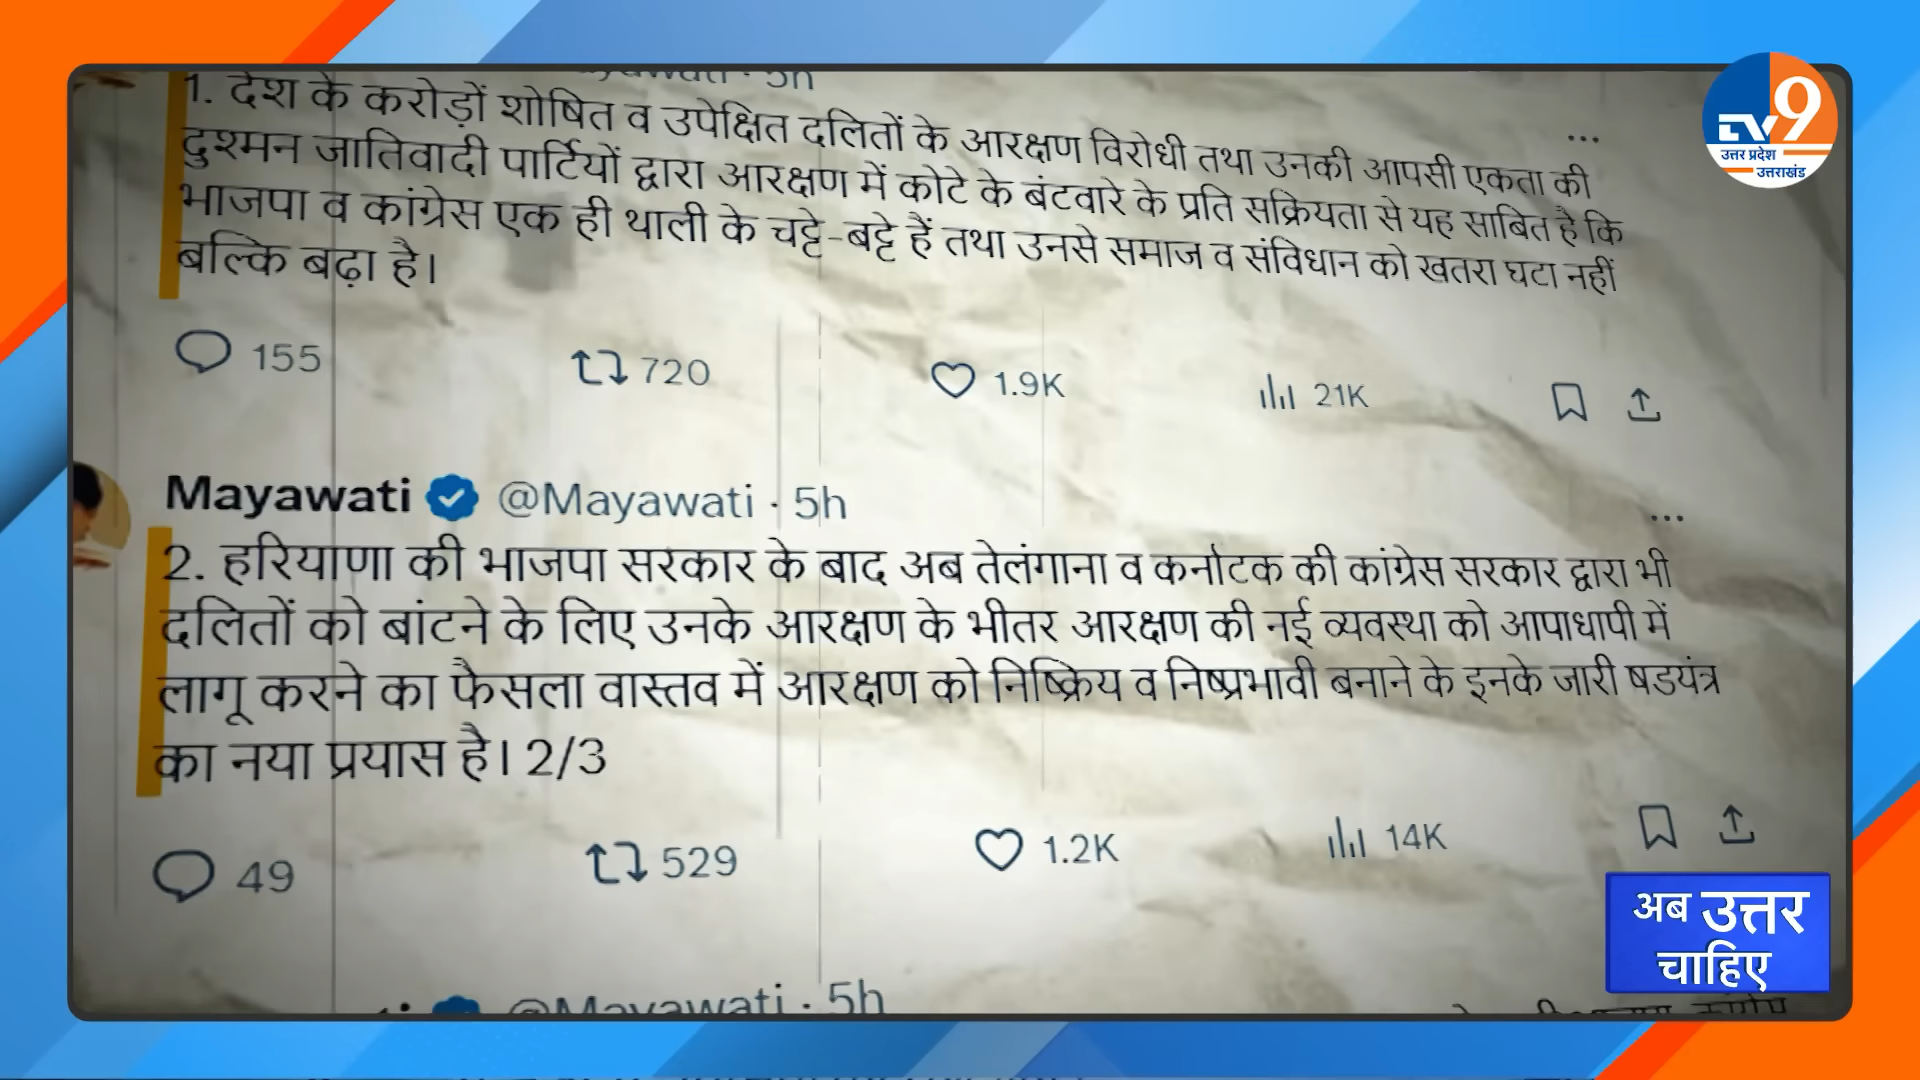 1. देश के करोड़ों शोषित व उपेक्षित दलितों के आरक्षण विरोधी तथा उनकी आपसी एकता की
दुश्मन जातिवादी पार्टियों द्वारा आरक्षण में कोटे के बंटवारे के प्रति सक्रियता से यह साबित है कि
भाजपा व कांग्रेस एक ही थाली के चट्टे-बट्टे हैं तथा उनसे समाज व संविधान को खतरा घटा नहीं
बल्कि बढ़ा है।
155 720 1.9K 21K
Mayawati @Mayawati · 5h
2. हरियाणा की भाजपा सरकार के बाद अब तेलंगाना व कर्नाटक की कांग्रेस सरकार द्वारा भी
दलितों को बांटने के लिए उनके आरक्षण के भीतर आरक्षण की नई व्यवस्था को आपाधापी में
लागू करने का फैसला वास्तव में आरक्षण को निष्क्रिय व निष्प्रभावी बनाने के इनके जारी षडयंत्र
का नया प्रयास है। 2/3
49 529 1.2K 14K
@Mayawati · 5h
TV9
उत्तर प्रदेश
उत्तराखंड
अब उत्तर
चाहिए